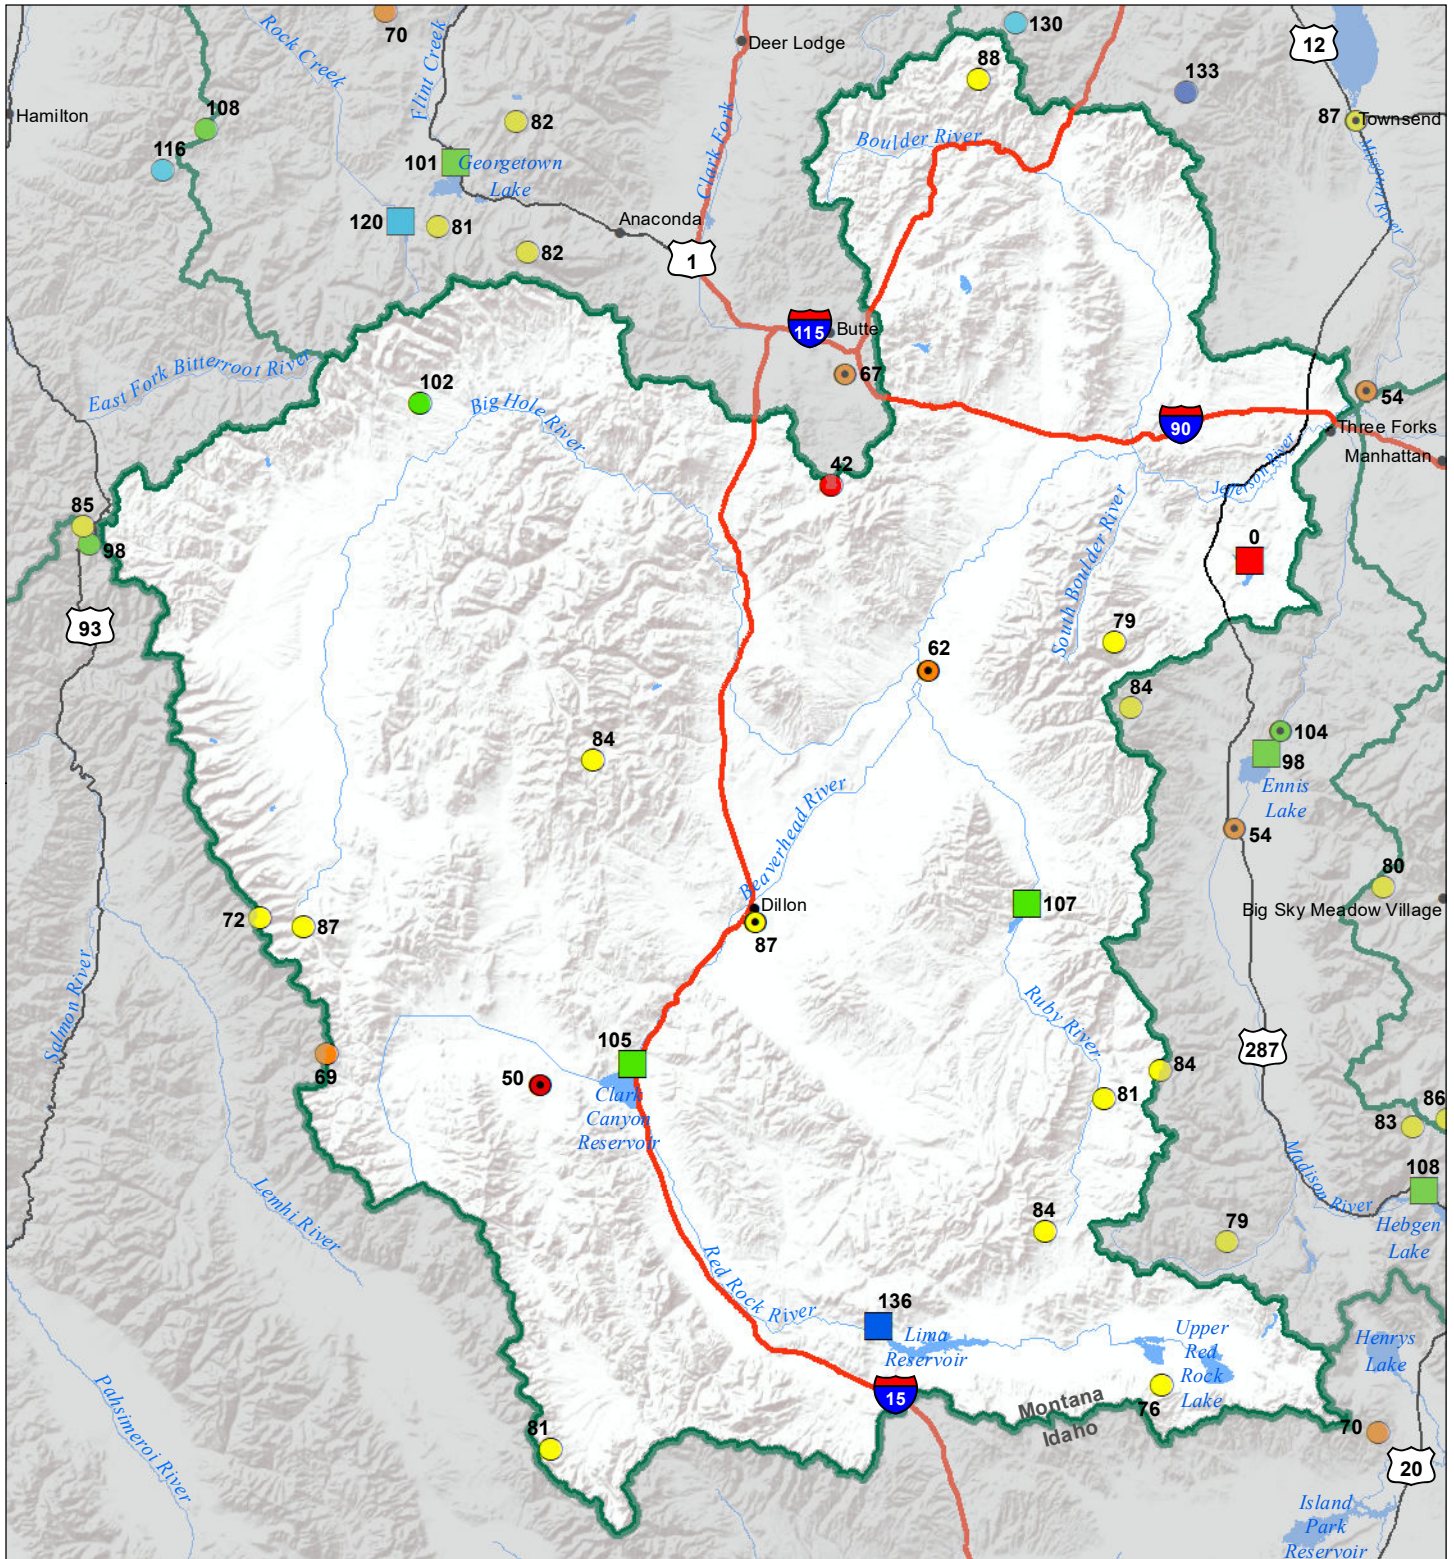 70
Rock Creek
Flint Creek
Deer Lodge
130
12
88
133
Hamilton
108
82
87
Townsend
116
101
Georgetown
Lake
Clark Fork
Boulder River
Missouri River
120
81
Anaconda
82
1
115
Butte
East Fork Bitterroot River
67
102
54
Big Hole River
90
Three Forks
Manhattan
42
Jefferson River
85
98
South Boulder River
0
93
62
79
84
104
98
84
Ennis
Lake
Beaverhead River
54
80
72
87
Dillon
87
107
Big Sky Meadow Village
Salmon River
Ruby River
105
69
50
Clark
Canyon
Reservoir
84
81
287
86
83
Madison River
108
Hebgen
Lake
Lemhi River
84
79
Red Rock River
136
Lima
Reservoir
Upper
Red
Rock
Lake
Henrys
Lake
15
Montana
Idaho
76
70
Pahsimeroi River
81
20
Island
Park
Reservoir